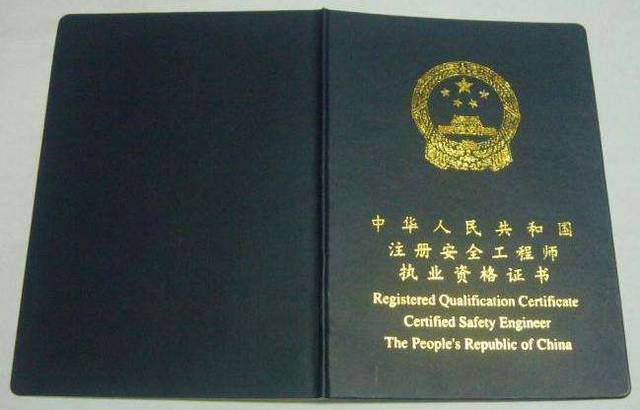 中华人民共和国
注册安全工程师
执业资格证书
Registered Qualification Certificate
Certified Safety Engineer
The People's Republic of China